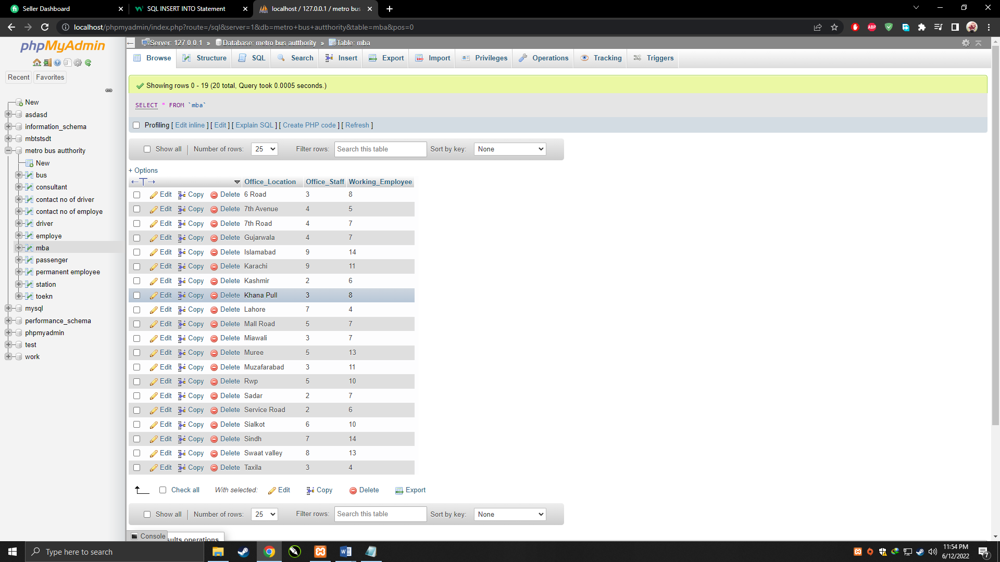 Seller Dashboard
SQL INSERT INTO Statement
localhost / 127.0.0.1 / metro bus
localhost/phpmyadmin/index.php?route=/sql&server=1&db=metro+bus+autthority&table=mba&pos=0
ABP
phpMyAdmin
Recent Favorites
New
asdasd
information_schema
mbtstsdt
metro bus autthority
New
bus
consultant
contact no of driver
contact no of employe
driver
employe
mba
passenger
permanent employee
station
toekn
mysql
performance_schema
phpmyadmin
test
work
Server: 127.0.0.1 » Database: metro bus autthority » Table: mba
Browse Structure SQL Search Insert Export Import Privileges Operations Tracking Triggers
Showing rows 0 - 19 (20 total, Query took 0.0005 seconds.)
SELECT * FROM `mba`
Profiling [ Edit inline ] [ Edit ] [ Explain SQL ] [ Create PHP code ] [ Refresh ]
Show all Number of rows: 25 Filter rows: Search this table Sort by key: None
+ Options
←T→ Office_Location Office_Staff Working_Employee
Edit Copy Delete 6 Road 3 8
Edit Copy Delete 7th Avenue 4 5
Edit Copy Delete 7th Road 4 7
Edit Copy Delete Gujarwala 4 7
Edit Copy Delete Islamabad 9 14
Edit Copy Delete Karachi 9 11
Edit Copy Delete Kashmir 2 6
Edit Copy Delete Khana Pull 3 8
Edit Copy Delete Lahore 7 4
Edit Copy Delete Mall Road 5 7
Edit Copy Delete Miawali 3 7
Edit Copy Delete Muree 5 13
Edit Copy Delete Muzafarabad 3 11
Edit Copy Delete Rwp 5 10
Edit Copy Delete Sadar 2 7
Edit Copy Delete Service Road 2 6
Edit Copy Delete Sialkot 6 10
Edit Copy Delete Sindh 7 14
Edit Copy Delete Swaat valley 8 13
Edit Copy Delete Taxila 3 4
Check all With selected: Edit Copy Delete Export
Show all Number of rows: 25 Filter rows: Search this table Sort by key: None
Console
sults operations
Type here to search
11:54 PM
6/12/2022
7